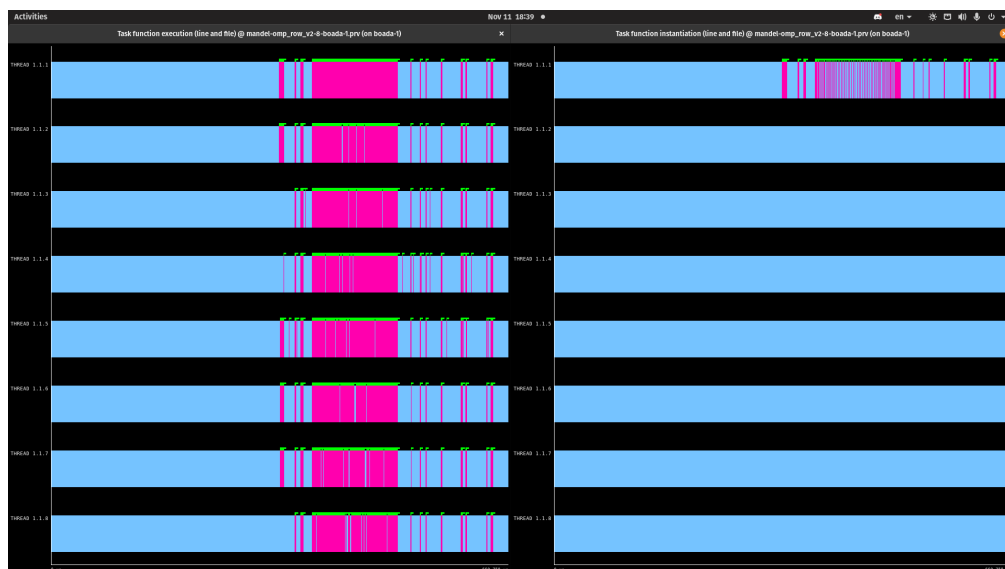 Activities
Nov 11 18:39
en
Task function execution (line and file) @ mandel-omp_row_v2-8-boada-1.prv (on boada-1)
×
Task function instantiation (line and file) @ mandel-omp_row_v2-8-boada-1.prv (on boada-1)
×
THREAD 1.1.1
THREAD 1.1.2
THREAD 1.1.3
THREAD 1.1.4
THREAD 1.1.5
THREAD 1.1.6
THREAD 1.1.7
THREAD 1.1.8
THREAD 1.1.1
THREAD 1.1.2
THREAD 1.1.3
THREAD 1.1.4
THREAD 1.1.5
THREAD 1.1.6
THREAD 1.1.7
THREAD 1.1.8